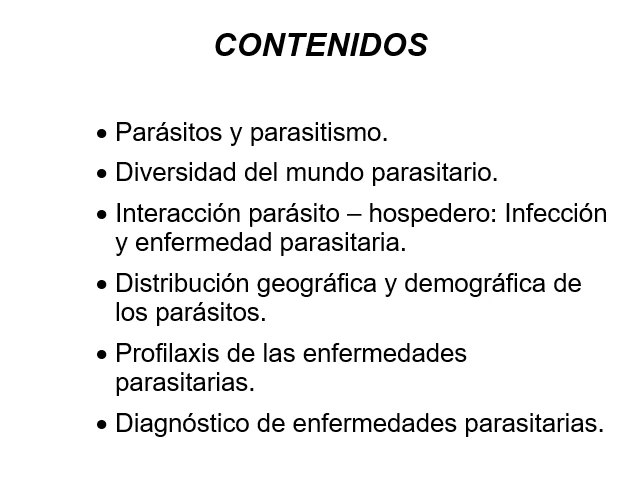 CONTENIDOS
• Parásitos y parasitismo.
• Diversidad del mundo parasitario.
• Interacción parásito – hospedero: Infección
y enfermedad parasitaria.
• Distribución geográfica y demográfica de
los parásitos.
• Profilaxis de las enfermedades
parasitarias.
• Diagnóstico de enfermedades parasitarias.